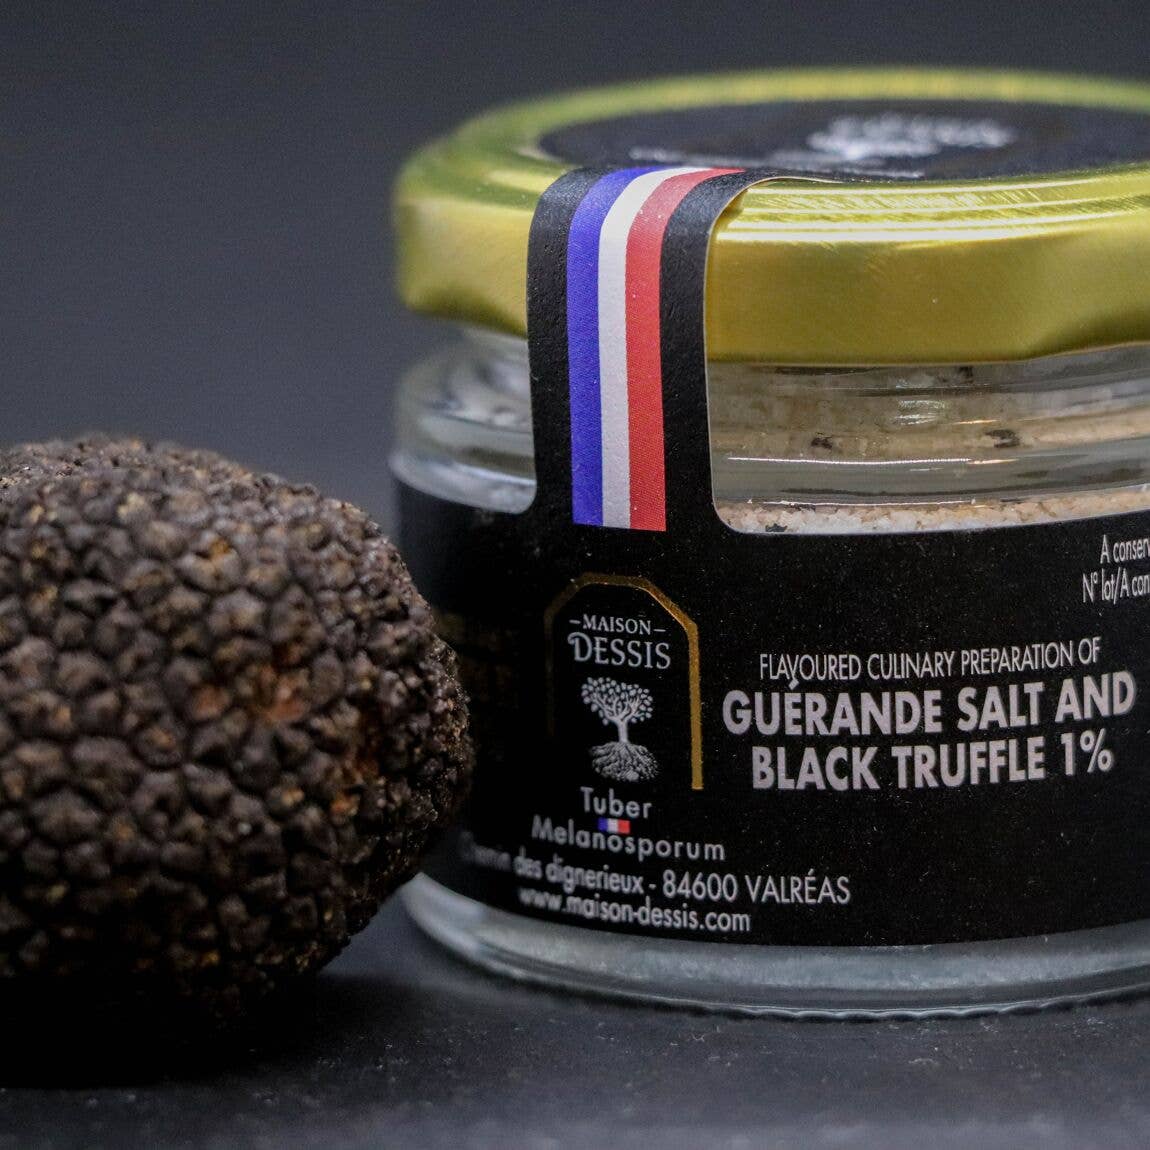 A conserv
N° lot/A con
MAISON
DESSIS
FLAVOURED CULINARY PREPARATION OF
GUÉRANDE SALT AND
BLACK TRUFFLE 1%
Tuber
Melanosporum
des dignerieux - 84600 VALRÉAS
www.maison-dessis.com